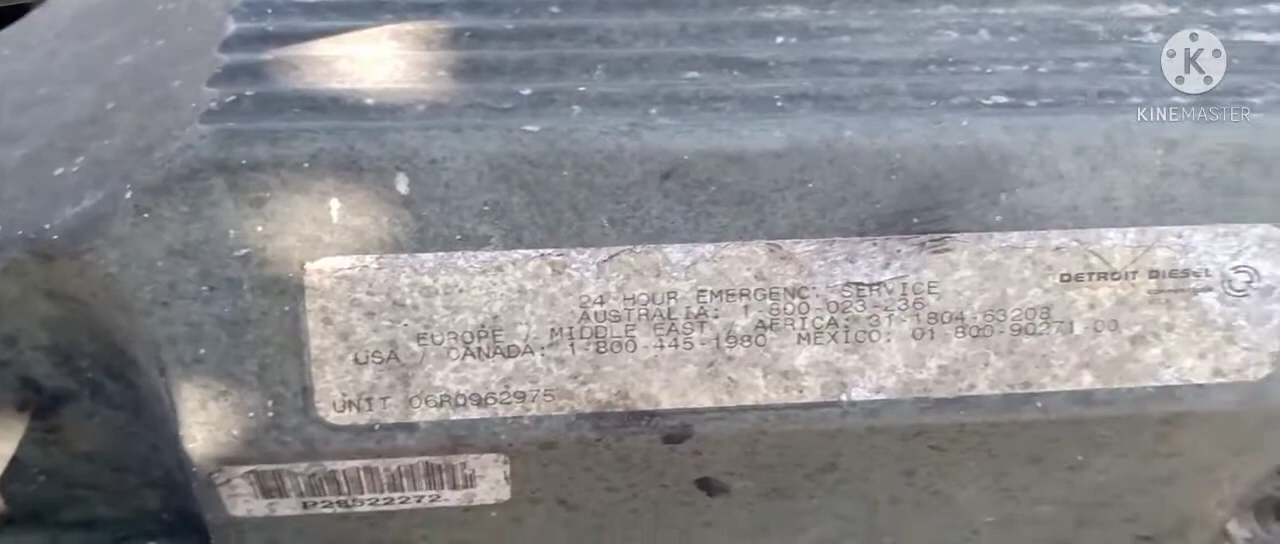 KINEMASTER
DETROIT DIESEL
24 HOUR EMERGENC. SERVICE
AUSTRALIA: 1-800-023-236
EUROPE / MIDDLE EAST / AFRICA: 31-1804-63208
USA / CANADA: 1-800-445-1980 MEXICO: 01-800-90271-00
UNIT 06R0962975
P28522272